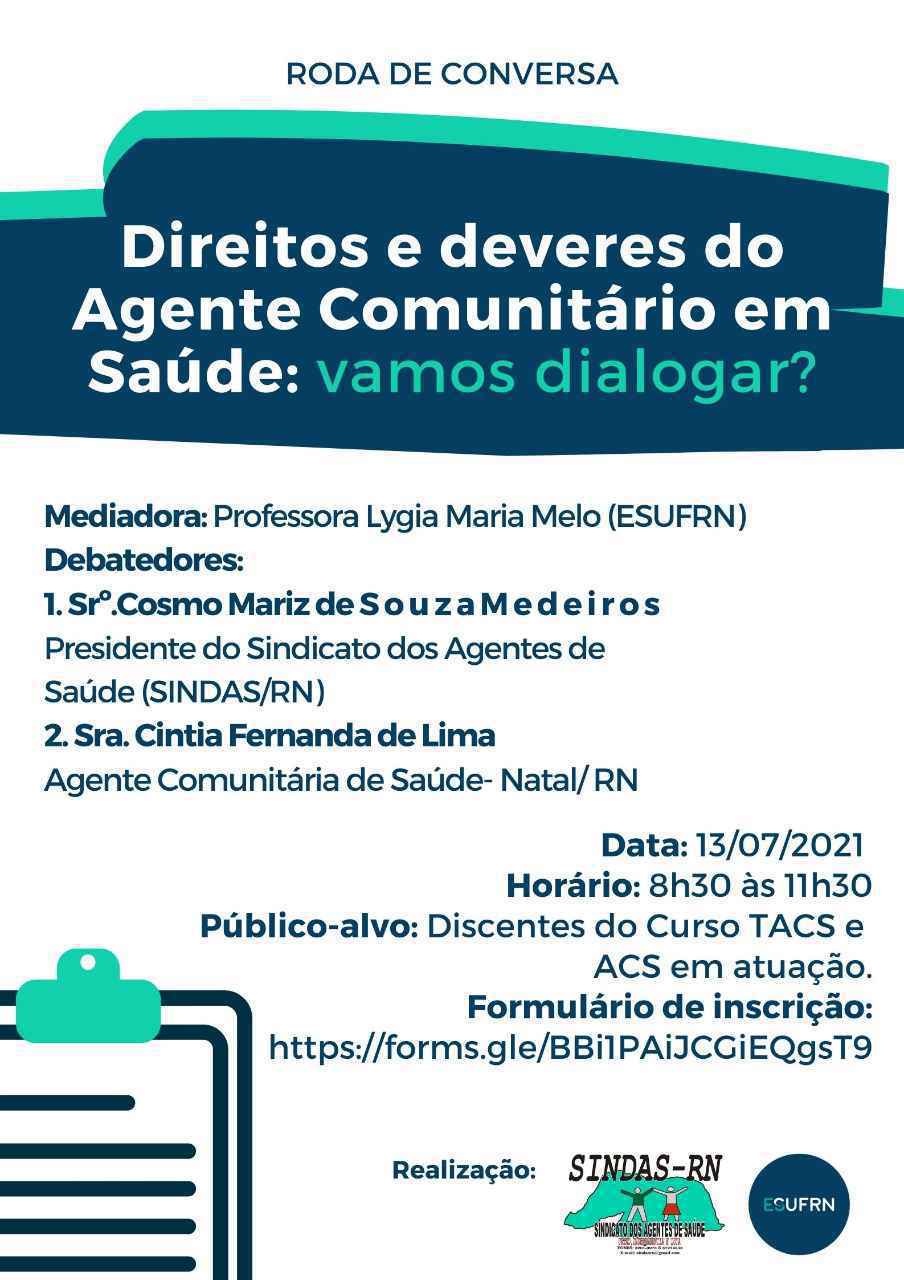 RODA DE CONVERSA
Direitos e deveres do
Agente Comunitário em
Saúde: vamos dialogar?
Mediadora: Professora Lygia Maria Melo (ESUFRN)
Debatedores:
1. Srº.Cosmo Mariz de Souza Medeiros
Presidente do Sindicato dos Agentes de
Saúde (SINDAS/RN)
2. Sra. Cintia Fernanda de Lima
Agente Comunitária de Saúde- Natal/ RN
Data: 13/07/2021
Horário: 8h30 às 11h30
Público-alvo: Discentes do Curso TACS e
ACS em atuação.
Formulário de inscrição:
https://forms.gle/BBi1PAiJCGiEQgsT9
Realização:
SINDAS-RN
SINDICATO DOS AGENTES DE SAÚDE
ESUFRN